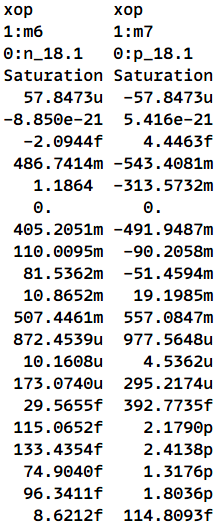 xop xop
1:m6 1:m7
0:n_18.1 0:p_18.1
Saturation Saturation
57.8473u -57.8473u
-8.850e-21 5.416e-21
-2.0944f 4.4463f
486.7414m -543.4081m
1.1864 -313.5732m
0. 0.
405.2051m -491.9487m
110.0095m -90.2058m
81.5362m -51.4594m
10.8652m 19.1985m
507.4461m 557.0847m
872.4539u 977.5648u
10.1608u 4.5362u
173.0740u 295.2174u
29.5655f 392.7735f
115.0652f 2.1790p
133.4354f 2.4138p
74.9040f 1.3176p
96.3411f 1.8036p
8.6212f 114.8093f